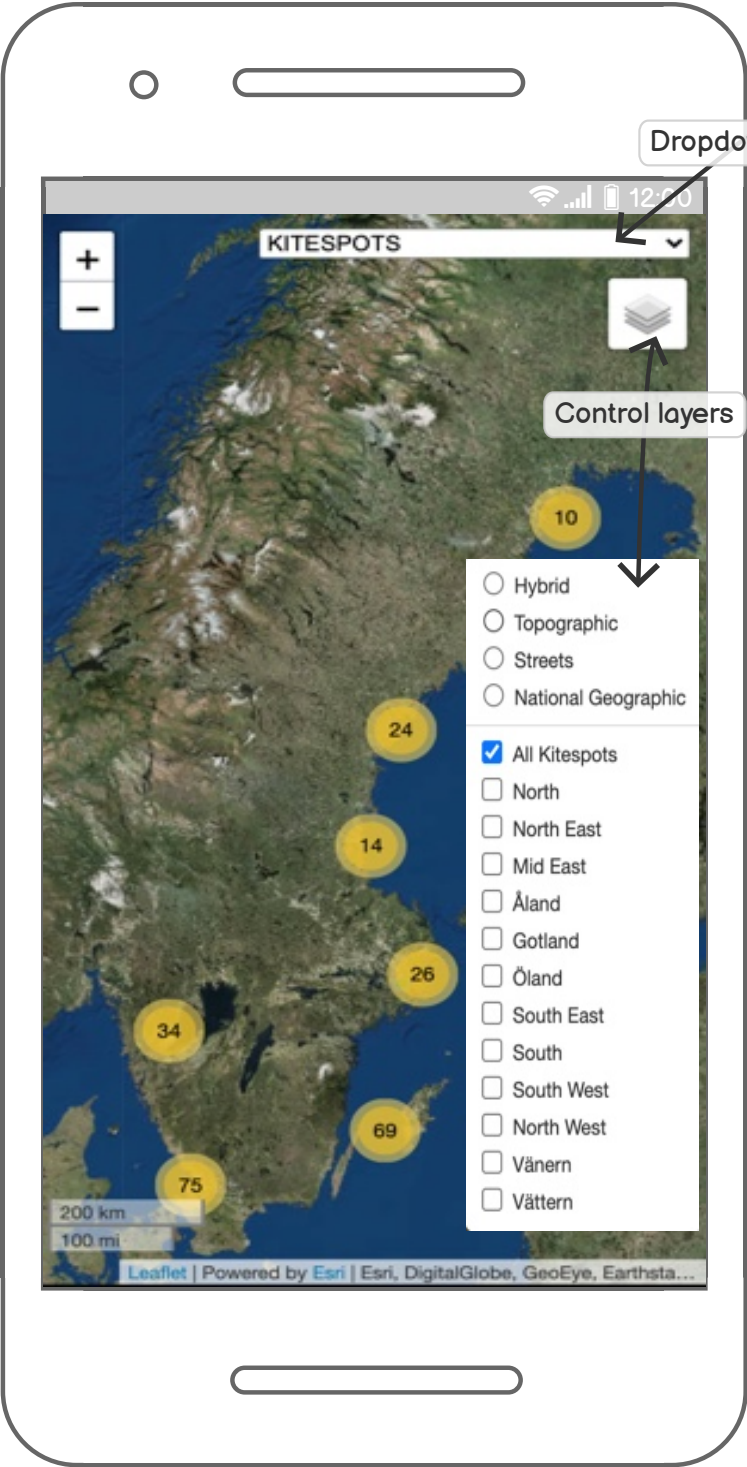 Dropdo
12:00
+
KITESPOTS
−
Control layers
10
Hybrid
Topographic
Streets
National Geographic
24
All Kitespots
North
North East
14
Mid East
Åland
Gotland
26
Öland
South East
34
South
South West
69
North West
Vänern
75
Vättern
200 km
100 mi
Leaflet | Powered by Esri | Esri, DigitalGlobe, GeoEye, Earthsta...